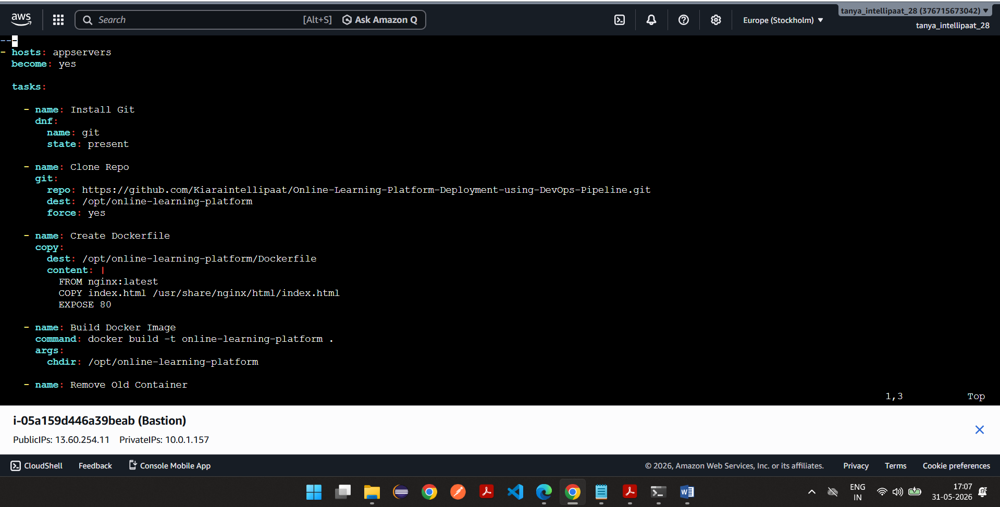 aws
Search [Alt+S] Ask Amazon Q
Europe (Stockholm)
tanya_intellipaat_28 (376715673042)
tanya_intellipaat_28
---
- hosts: appservers
  become: yes
  tasks:
    - name: Install Git
      dnf:
        name: git
        state: present
    - name: Clone Repo
      git:
        repo: https://github.com/Kiaraintellipaat/Online-Learning-Platform-Deployment-using-DevOps-Pipeline.git
        dest: /opt/online-learning-platform
        force: yes
    - name: Create Dockerfile
      copy:
        dest: /opt/online-learning-platform/Dockerfile
        content: |
          FROM nginx:latest
          COPY index.html /usr/share/nginx/html/index.html
          EXPOSE 80
    - name: Build Docker Image
      command: docker build -t online-learning-platform .
      args:
        chdir: /opt/online-learning-platform
    - name: Remove Old Container
1,3 Top
i-05a159d446a39beab (Bastion)
PublicIPs: 13.60.254.11 PrivateIPs: 10.0.1.157
CloudShell Feedback Console Mobile App © 2026, Amazon Web Services, Inc. or its affiliates. Privacy Terms Cookie preferences
ENG
IN
17:07
31-05-2026